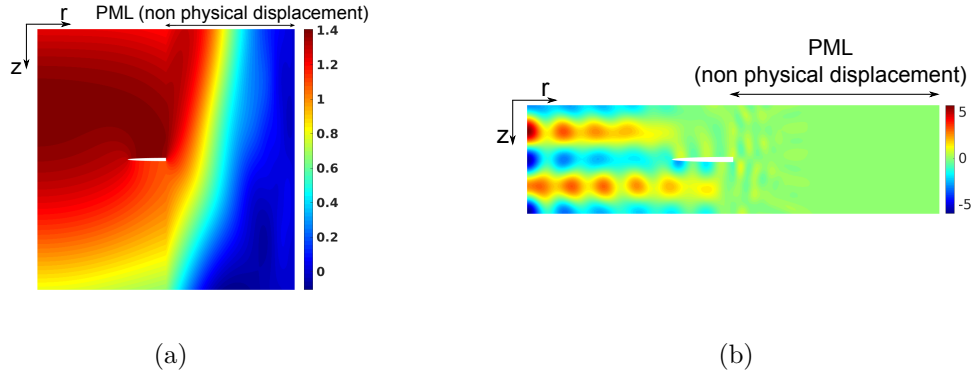 PML (non physical displacement)
r
z
1.4
1.2
1
0.8
0.6
0.4
0.2
0
(a)
PML
(non physical displacement)
r
z
5
0
-5
(b)